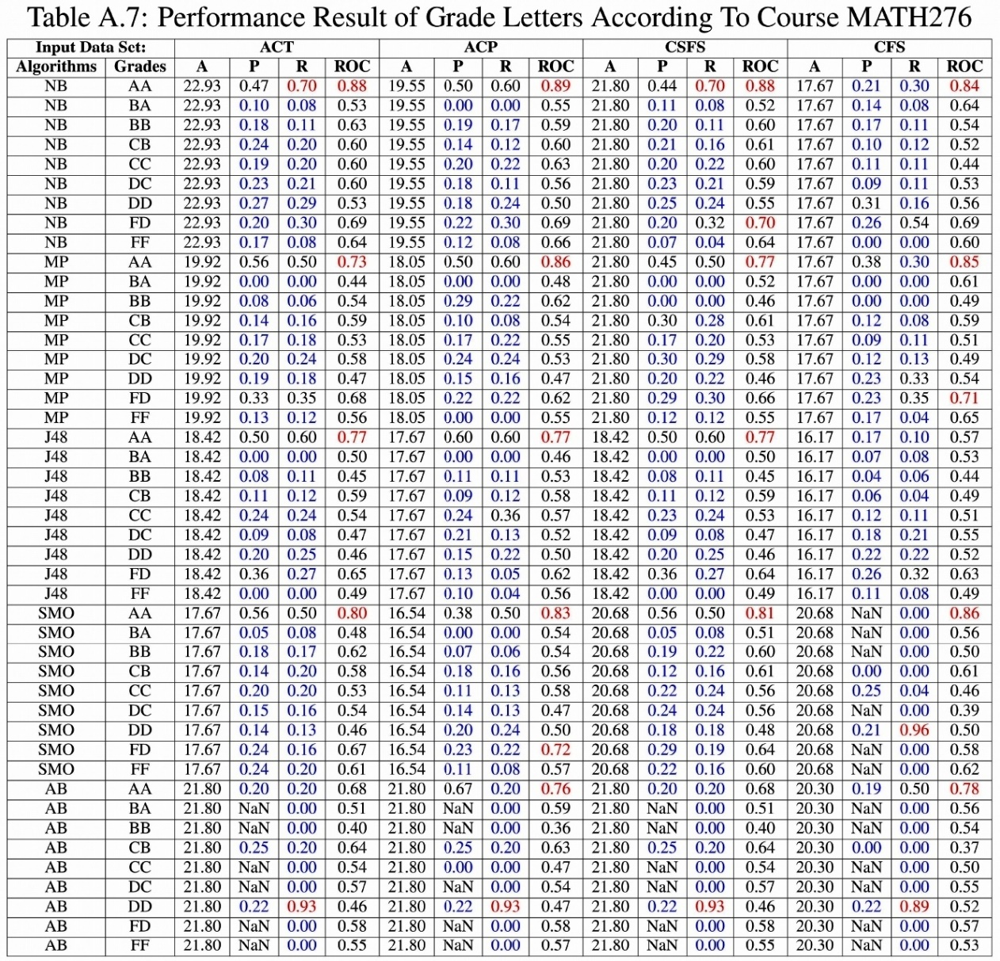 Table A.7: Performance Result of Grade Letters According To Course MATH276
Input Data Set: ACT ACP CSFS CFS
Algorithms Grades A P R ROC A P R ROC A P R ROC A P R ROC
NB AA 22.93 0.47 0.70 0.88 19.55 0.50 0.60 0.89 21.80 0.44 0.70 0.88 17.67 0.21 0.30 0.84
NB BA 22.93 0.10 0.08 0.53 19.55 0.00 0.00 0.55 21.80 0.11 0.08 0.52 17.67 0.14 0.08 0.64
NB BB 22.93 0.18 0.11 0.63 19.55 0.19 0.17 0.59 21.80 0.20 0.11 0.60 17.67 0.17 0.11 0.54
NB CB 22.93 0.24 0.20 0.60 19.55 0.14 0.12 0.60 21.80 0.21 0.16 0.61 17.67 0.10 0.12 0.52
NB CC 22.93 0.19 0.20 0.60 19.55 0.20 0.22 0.63 21.80 0.20 0.22 0.60 17.67 0.11 0.11 0.44
NB DC 22.93 0.23 0.21 0.60 19.55 0.18 0.11 0.56 21.80 0.23 0.21 0.59 17.67 0.09 0.11 0.53
NB DD 22.93 0.27 0.29 0.53 19.55 0.18 0.24 0.50 21.80 0.25 0.24 0.55 17.67 0.31 0.16 0.56
NB FD 22.93 0.20 0.30 0.69 19.55 0.22 0.30 0.69 21.80 0.20 0.32 0.70 17.67 0.26 0.54 0.69
NB FF 22.93 0.17 0.08 0.64 19.55 0.12 0.08 0.66 21.80 0.07 0.04 0.64 17.67 0.00 0.00 0.60
MP AA 19.92 0.56 0.50 0.73 18.05 0.50 0.60 0.86 21.80 0.45 0.50 0.77 17.67 0.38 0.30 0.85
MP BA 19.92 0.00 0.00 0.44 18.05 0.00 0.00 0.48 21.80 0.00 0.00 0.52 17.67 0.00 0.00 0.61
MP BB 19.92 0.08 0.06 0.54 18.05 0.29 0.22 0.62 21.80 0.00 0.00 0.46 17.67 0.00 0.00 0.49
MP CB 19.92 0.14 0.16 0.59 18.05 0.10 0.08 0.54 21.80 0.30 0.28 0.61 17.67 0.12 0.08 0.59
MP CC 19.92 0.17 0.18 0.53 18.05 0.17 0.22 0.55 21.80 0.17 0.20 0.53 17.67 0.09 0.11 0.51
MP DC 19.92 0.20 0.24 0.58 18.05 0.24 0.24 0.53 21.80 0.30 0.29 0.58 17.67 0.12 0.13 0.49
MP DD 19.92 0.19 0.18 0.47 18.05 0.15 0.16 0.47 21.80 0.20 0.22 0.46 17.67 0.23 0.33 0.54
MP FD 19.92 0.33 0.35 0.68 18.05 0.22 0.22 0.62 21.80 0.29 0.30 0.66 17.67 0.23 0.35 0.71
MP FF 19.92 0.13 0.12 0.56 18.05 0.00 0.00 0.55 21.80 0.12 0.12 0.55 17.67 0.17 0.04 0.65
J48 AA 18.42 0.50 0.60 0.77 17.67 0.60 0.60 0.77 18.42 0.50 0.60 0.77 16.17 0.17 0.10 0.57
J48 BA 18.42 0.00 0.00 0.50 17.67 0.00 0.00 0.46 18.42 0.00 0.00 0.50 16.17 0.07 0.08 0.53
J48 BB 18.42 0.08 0.11 0.45 17.67 0.11 0.11 0.53 18.42 0.08 0.11 0.45 16.17 0.04 0.06 0.44
J48 CB 18.42 0.11 0.12 0.59 17.67 0.09 0.12 0.58 18.42 0.11 0.12 0.59 16.17 0.06 0.04 0.49
J48 CC 18.42 0.24 0.24 0.54 17.67 0.24 0.36 0.57 18.42 0.23 0.24 0.53 16.17 0.12 0.11 0.51
J48 DC 18.42 0.09 0.08 0.47 17.67 0.21 0.13 0.52 18.42 0.09 0.08 0.47 16.17 0.18 0.21 0.55
J48 DD 18.42 0.20 0.25 0.46 17.67 0.15 0.22 0.50 18.42 0.20 0.25 0.46 16.17 0.22 0.22 0.52
J48 FD 18.42 0.36 0.27 0.65 17.67 0.13 0.05 0.62 18.42 0.36 0.27 0.64 16.17 0.26 0.32 0.63
J48 FF 18.42 0.00 0.00 0.49 17.67 0.10 0.04 0.56 18.42 0.00 0.00 0.49 16.17 0.11 0.08 0.49
SMO AA 17.67 0.56 0.50 0.80 16.54 0.38 0.50 0.83 20.68 0.56 0.50 0.81 20.68 NaN 0.00 0.86
SMO BA 17.67 0.05 0.08 0.48 16.54 0.00 0.00 0.54 20.68 0.05 0.08 0.51 20.68 NaN 0.00 0.56
SMO BB 17.67 0.18 0.17 0.62 16.54 0.07 0.06 0.54 20.68 0.19 0.22 0.60 20.68 NaN 0.00 0.50
SMO CB 17.67 0.14 0.20 0.58 16.54 0.18 0.16 0.56 20.68 0.12 0.16 0.61 20.68 0.00 0.00 0.61
SMO CC 17.67 0.20 0.20 0.53 16.54 0.11 0.13 0.58 20.68 0.22 0.24 0.56 20.68 0.25 0.04 0.46
SMO DC 17.67 0.15 0.16 0.54 16.54 0.14 0.13 0.47 20.68 0.24 0.24 0.56 20.68 NaN 0.00 0.39
SMO DD 17.67 0.14 0.13 0.46 16.54 0.20 0.24 0.50 20.68 0.18 0.18 0.48 20.68 0.21 0.96 0.50
SMO FD 17.67 0.24 0.16 0.67 16.54 0.23 0.22 0.72 20.68 0.29 0.19 0.64 20.68 NaN 0.00 0.58
SMO FF 17.67 0.24 0.20 0.61 16.54 0.11 0.08 0.57 20.68 0.22 0.16 0.60 20.68 NaN 0.00 0.62
AB AA 21.80 0.20 0.20 0.68 21.80 0.67 0.20 0.76 21.80 0.20 0.20 0.68 20.30 0.19 0.50 0.78
AB BA 21.80 NaN 0.00 0.51 21.80 NaN 0.00 0.59 21.80 NaN 0.00 0.51 20.30 NaN 0.00 0.56
AB BB 21.80 NaN 0.00 0.40 21.80 NaN 0.00 0.36 21.80 NaN 0.00 0.40 20.30 NaN 0.00 0.54
AB CB 21.80 0.25 0.20 0.64 21.80 0.25 0.20 0.63 21.80 0.25 0.20 0.64 20.30 0.00 0.00 0.37
AB CC 21.80 NaN 0.00 0.54 21.80 0.00 0.00 0.47 21.80 NaN 0.00 0.54 20.30 NaN 0.00 0.50
AB DC 21.80 NaN 0.00 0.57 21.80 NaN 0.00 0.54 21.80 NaN 0.00 0.57 20.30 NaN 0.00 0.55
AB DD 21.80 0.22 0.93 0.46 21.80 0.22 0.93 0.47 21.80 0.22 0.93 0.46 20.30 0.22 0.89 0.52
AB FD 21.80 NaN 0.00 0.58 21.80 NaN 0.00 0.58 21.80 NaN 0.00 0.58 20.30 NaN 0.00 0.57
AB FF 21.80 NaN 0.00 0.55 21.80 NaN 0.00 0.57 21.80 NaN 0.00 0.55 20.30 NaN 0.00 0.53